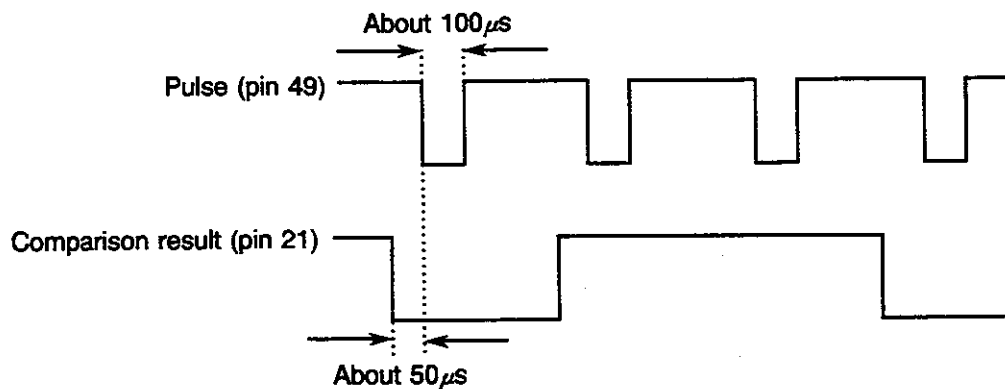 About 100μs
Pulse (pin 49)
Comparison result (pin 21)
About 50μs